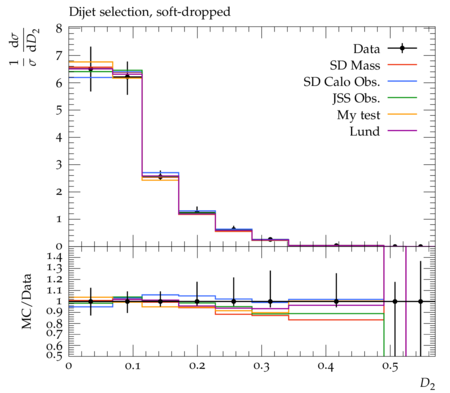 Dijet selection, soft-dropped
1/σ dσ/dD₂
8
7
6
5
4
3
2
1
0
Data
SD Mass
SD Calo Obs.
JSS Obs.
My test
Lund
MC/Data
1.4
1.3
1.2
1.1
1.0
0.9
0.8
0.7
0.6
0.5
0 0.1 0.2 0.3 0.4 0.5
D₂